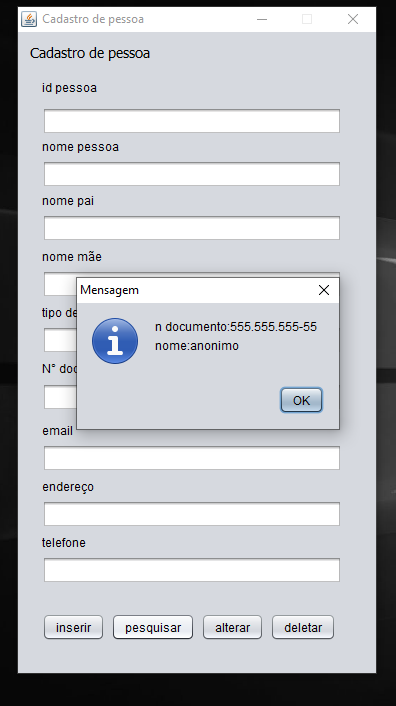 Cadastro de pessoa
Cadastro de pessoa
id pessoa
nome pessoa
nome pai
nome mãe
Mensagem
tipo de
n documento:555.555.555-55
nome:anonimo
N° doc
OK
email
endereço
telefone
inserir pesquisar alterar deletar